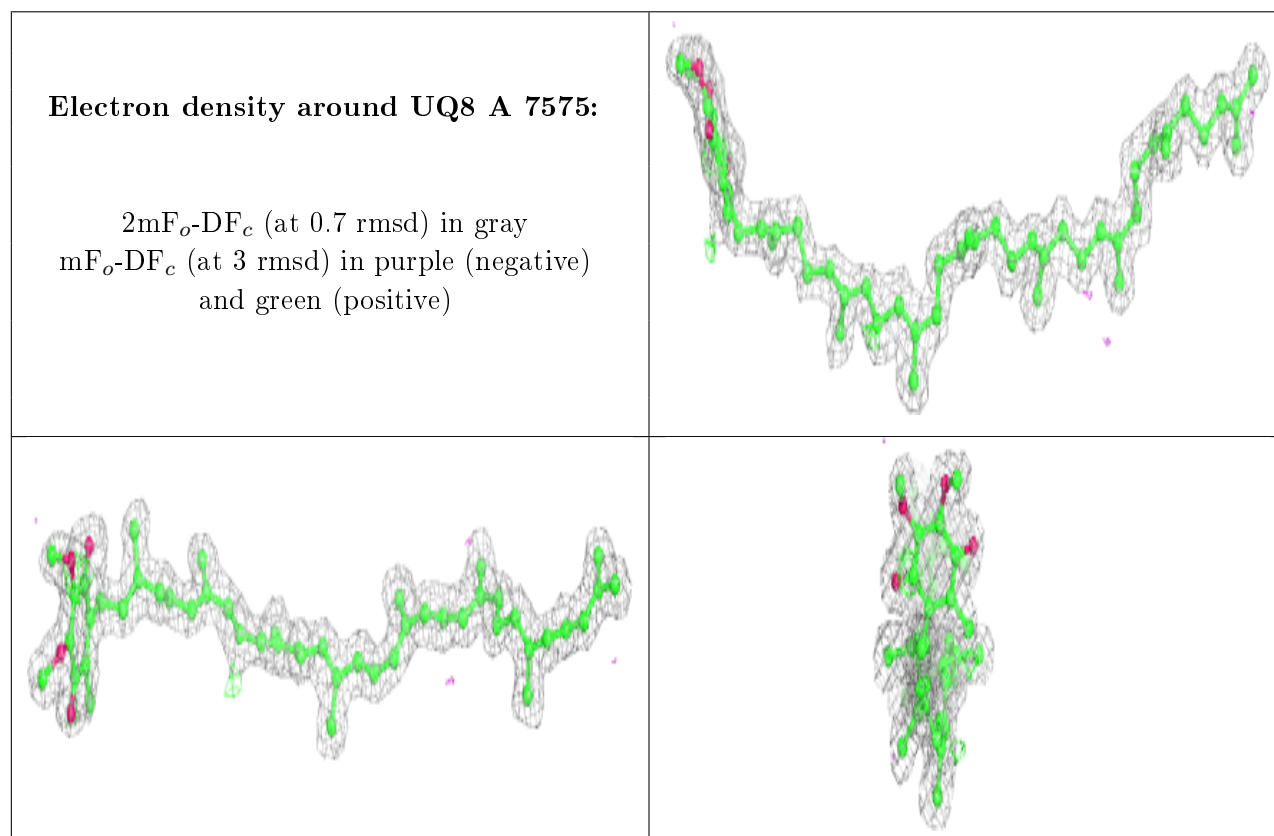 Electron density around UQ8 A 7575:
2mFo-DFc (at 0.7 rmsd) in gray
mFo-DFc (at 3 rmsd) in purple (negative)
and green (positive)